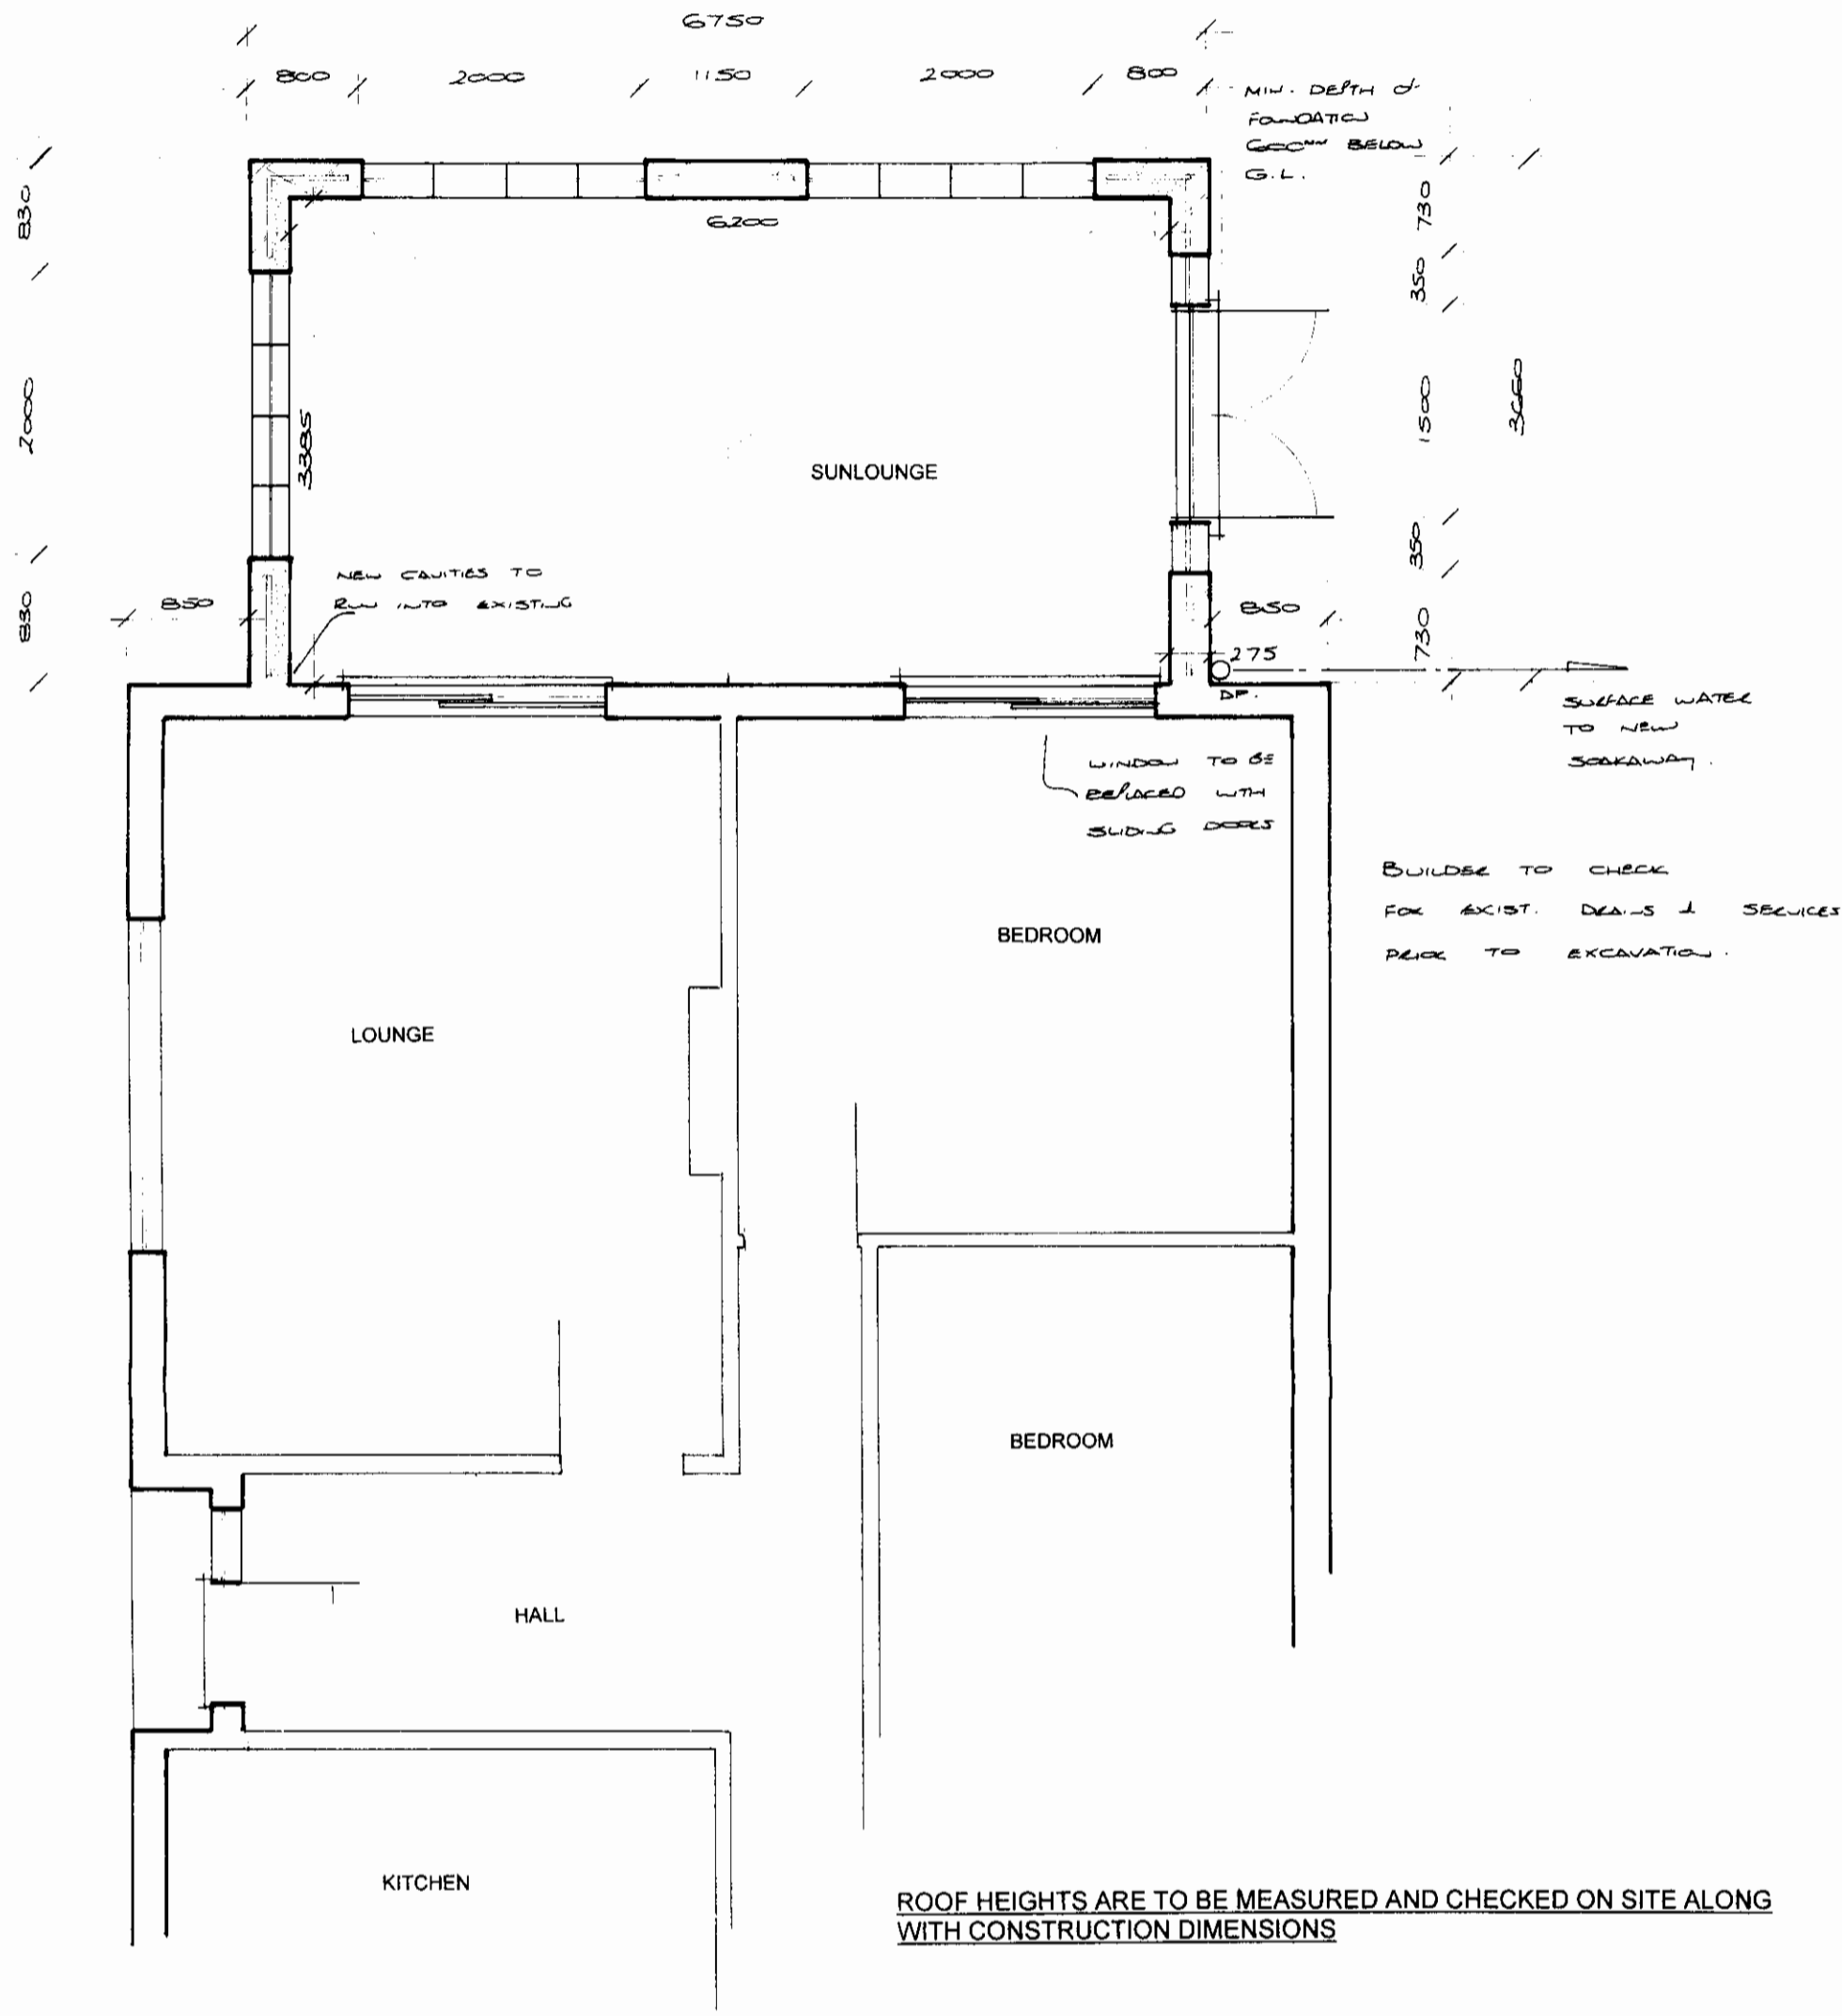 6750
800 2000 1150 2000 800
MIN. DEPTH OF
FOUNDATION
600MM BELOW
G.L.
830
2000
830
730
350
1500
350
730
3660
6200
3385
SUNLOUNGE
NEW CAVITIES TO
RUN INTO EXISTING
850
850
275
DP.
SURFACE WATER
TO NEW
SOAKAWAY.
WINDOW TO BE
REPLACED WITH
SLIDING DOORS
BUILDER TO CHECK
FOR EXIST. DRAINS & SERVICES
PRIOR TO EXCAVATION.
BEDROOM
LOUNGE
BEDROOM
HALL
KITCHEN
ROOF HEIGHTS ARE TO BE MEASURED AND CHECKED ON SITE ALONG
WITH CONSTRUCTION DIMENSIONS